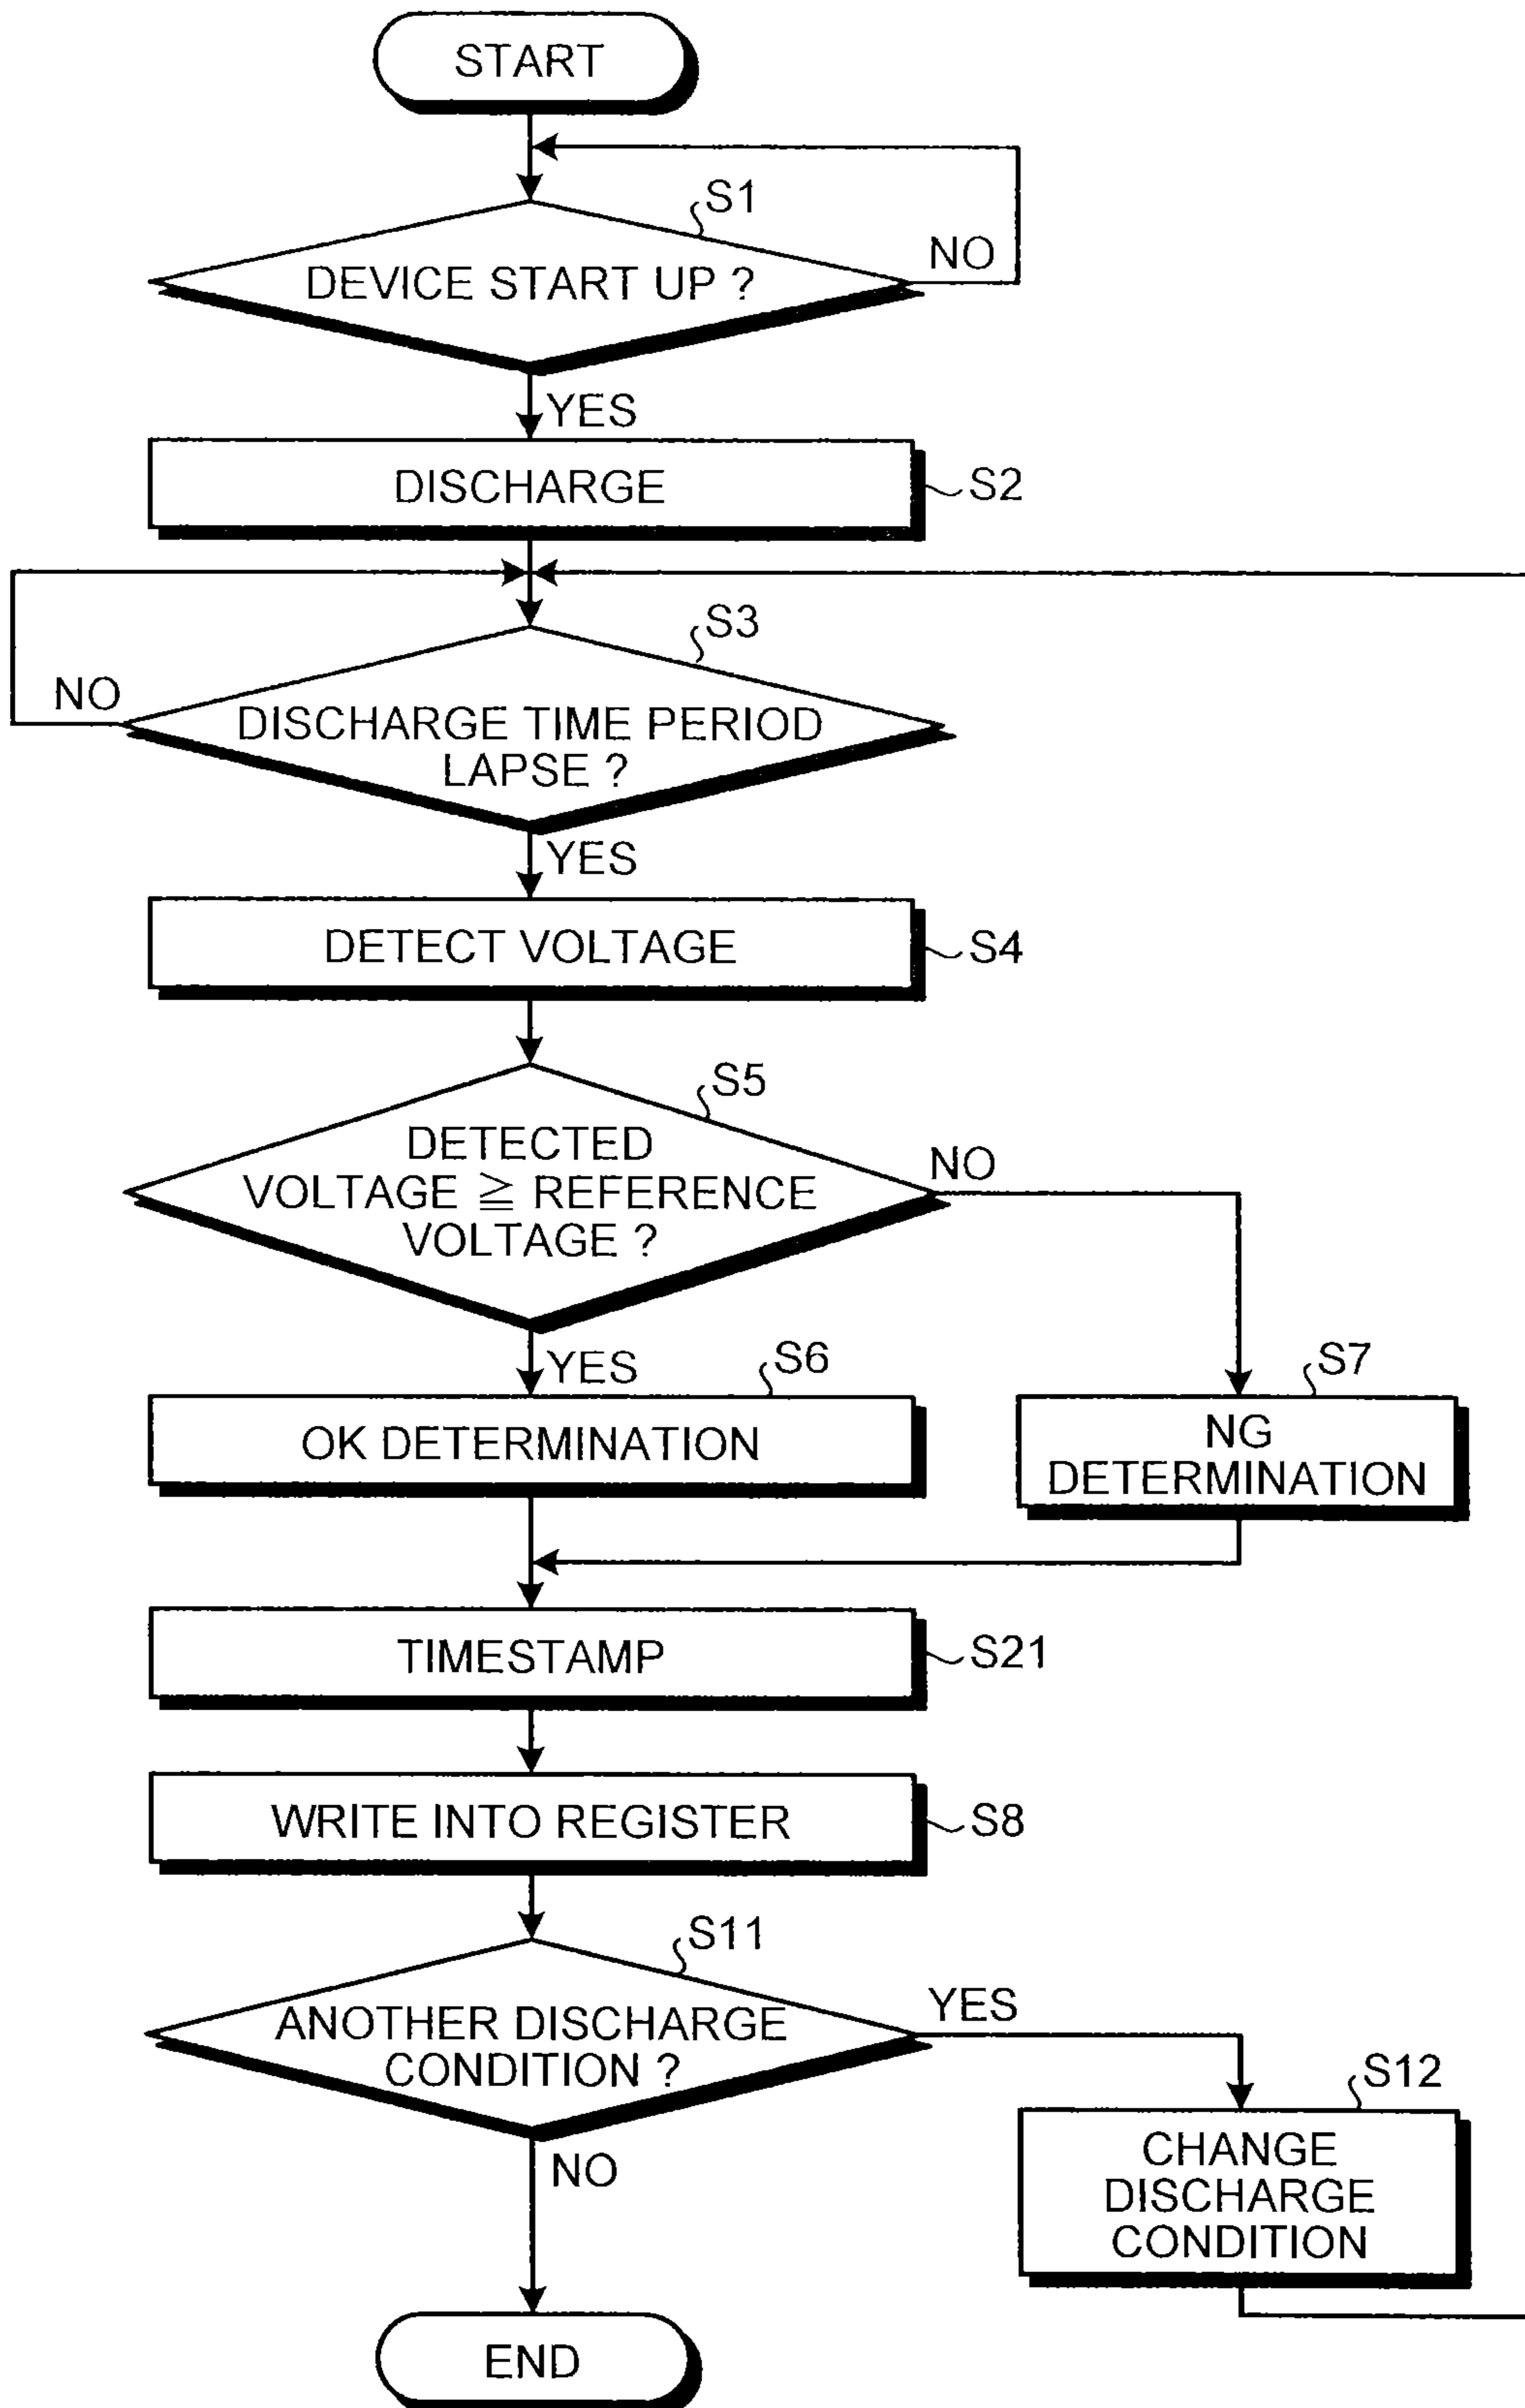 START
S1
NO
DEVICE START UP ?
YES
DISCHARGE
S2
S3
NO
DISCHARGE TIME PERIOD
LAPSE ?
YES
DETECT VOLTAGE
S4
S5
DETECTED
VOLTAGE ≧ REFERENCE
VOLTAGE ?
NO
YES
S6
OK DETERMINATION
S7
NG
DETERMINATION
TIMESTAMP
S21
WRITE INTO REGISTER
S8
S11
ANOTHER DISCHARGE
CONDITION ?
YES
NO
S12
CHANGE
DISCHARGE
CONDITION
END